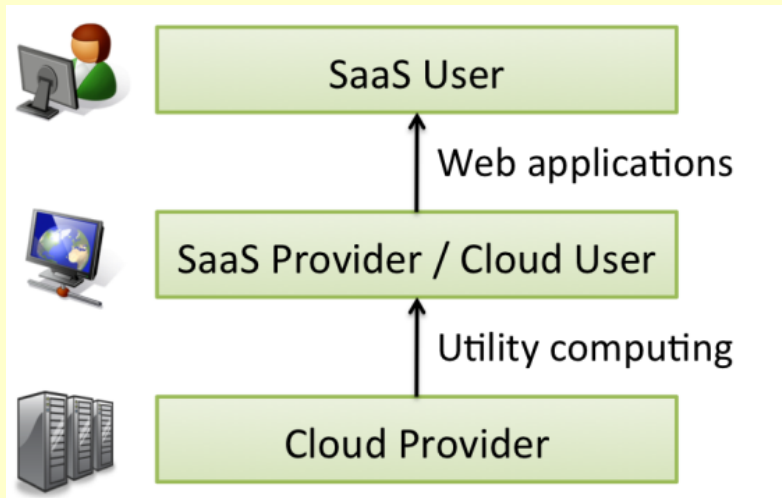 SaaS User
Web applications
SaaS Provider / Cloud User
Utility computing
Cloud Provider